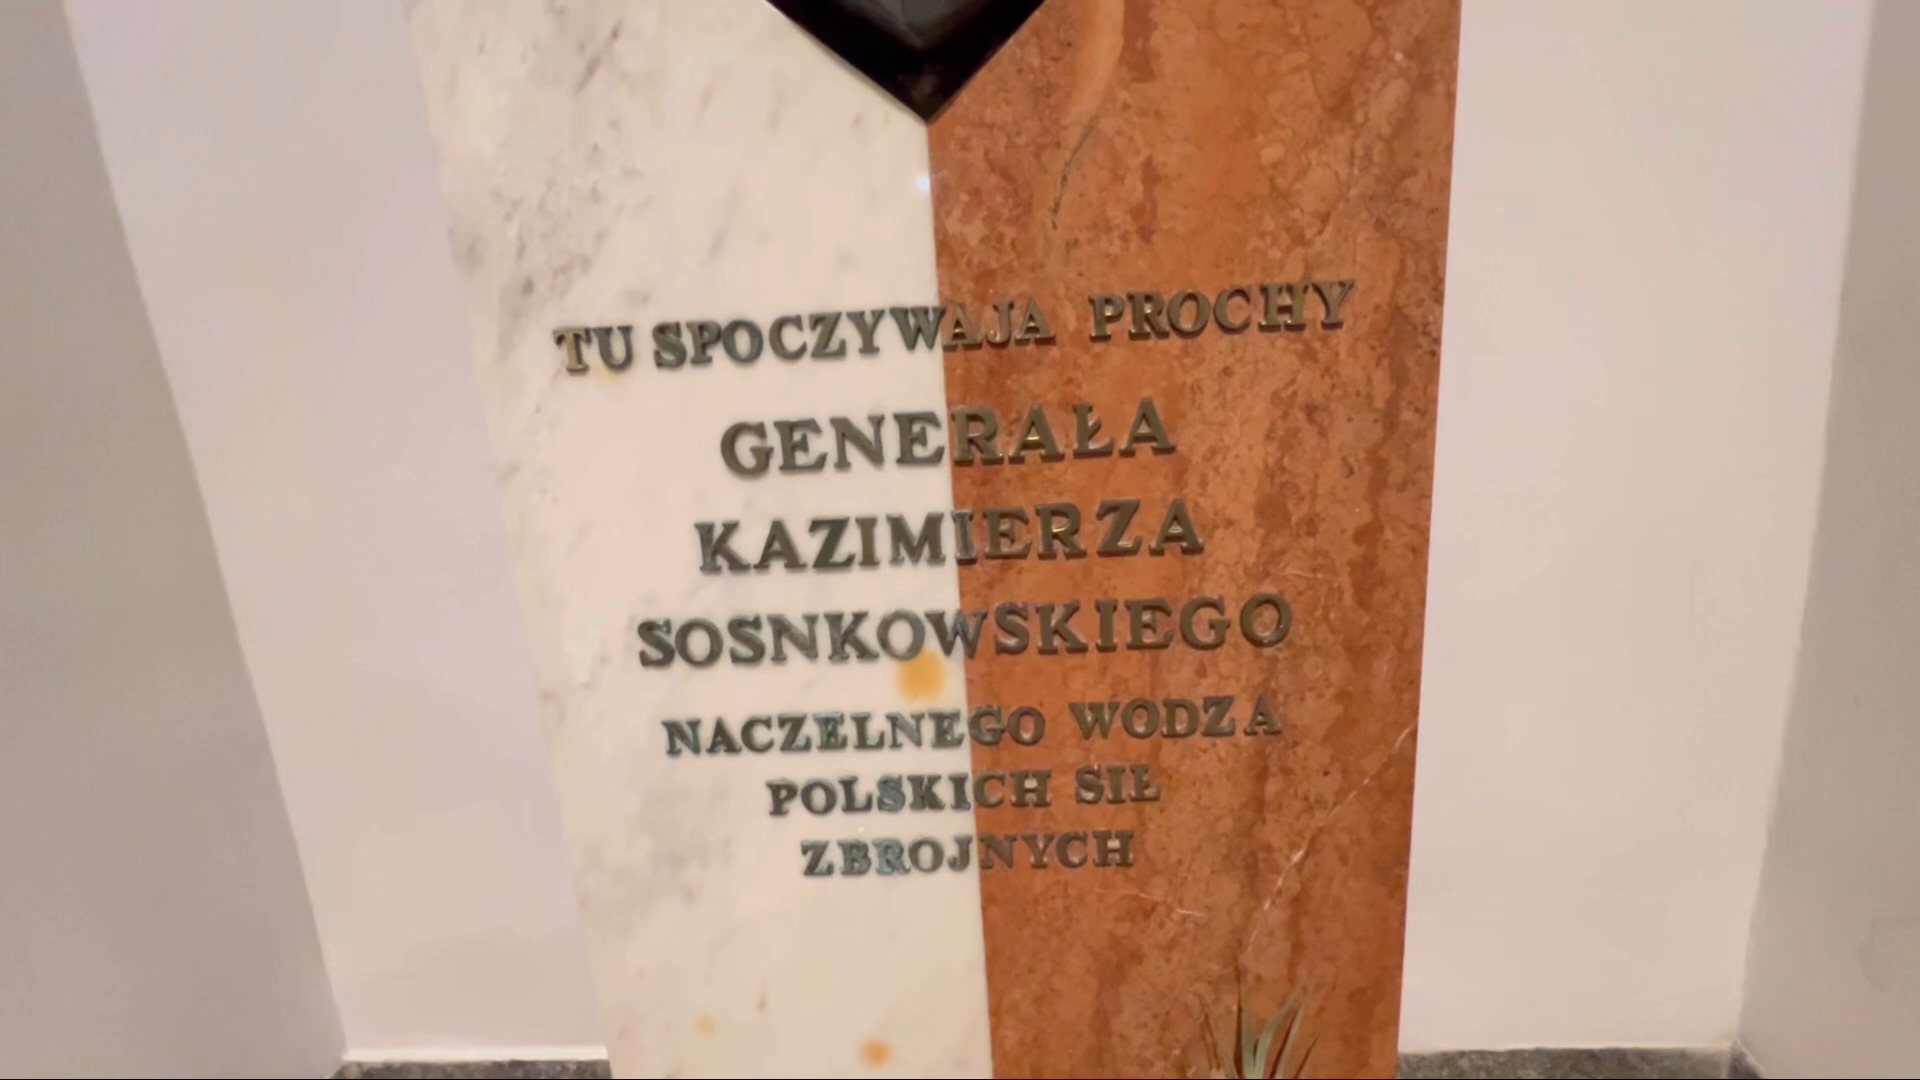 TU SPOCZYWAJA PROCHY
GENERAŁA
KAZIMIERZA
SOSNKOWSKIEGO
NACZELNEGO WODZA
POLSKICH SIŁ
ZBROJNYCH